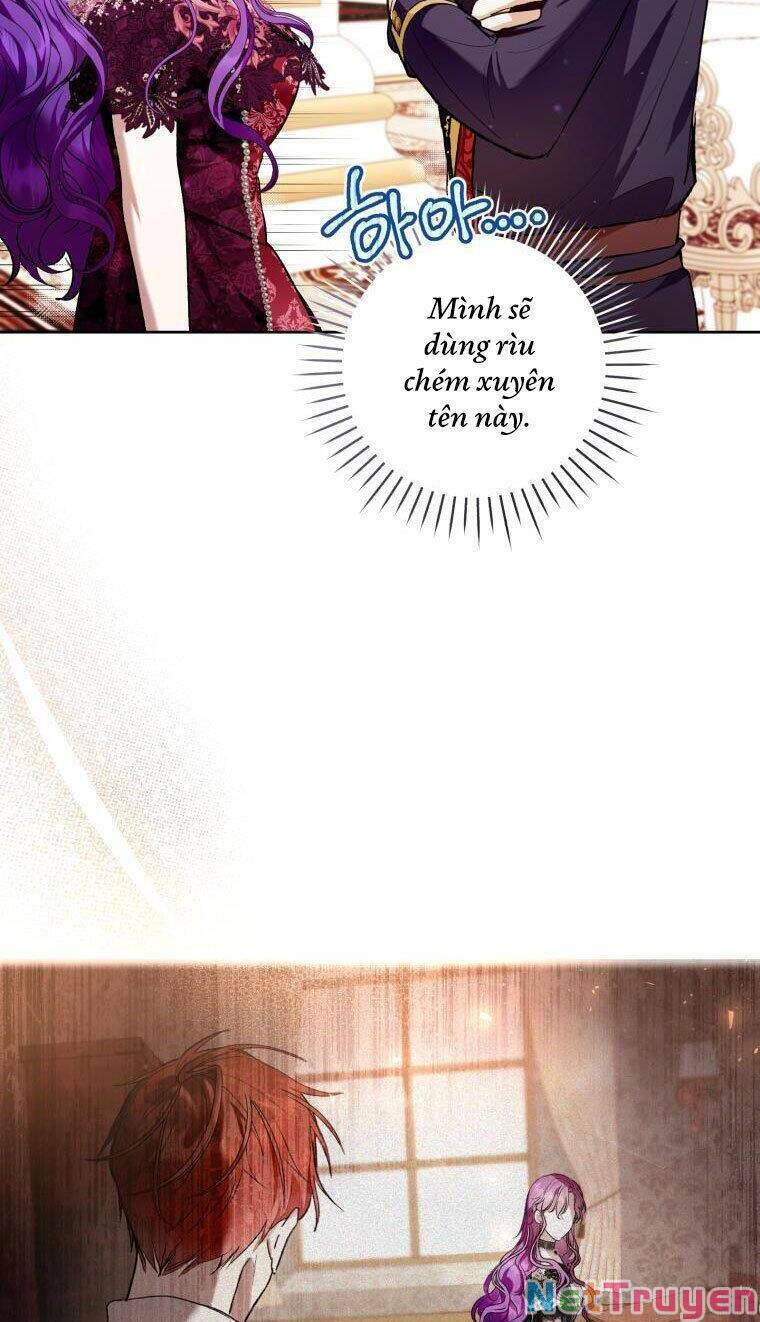 하아....
Mình sẽ
dùng rìu
chém xuyên
tên này.
NetTruyen